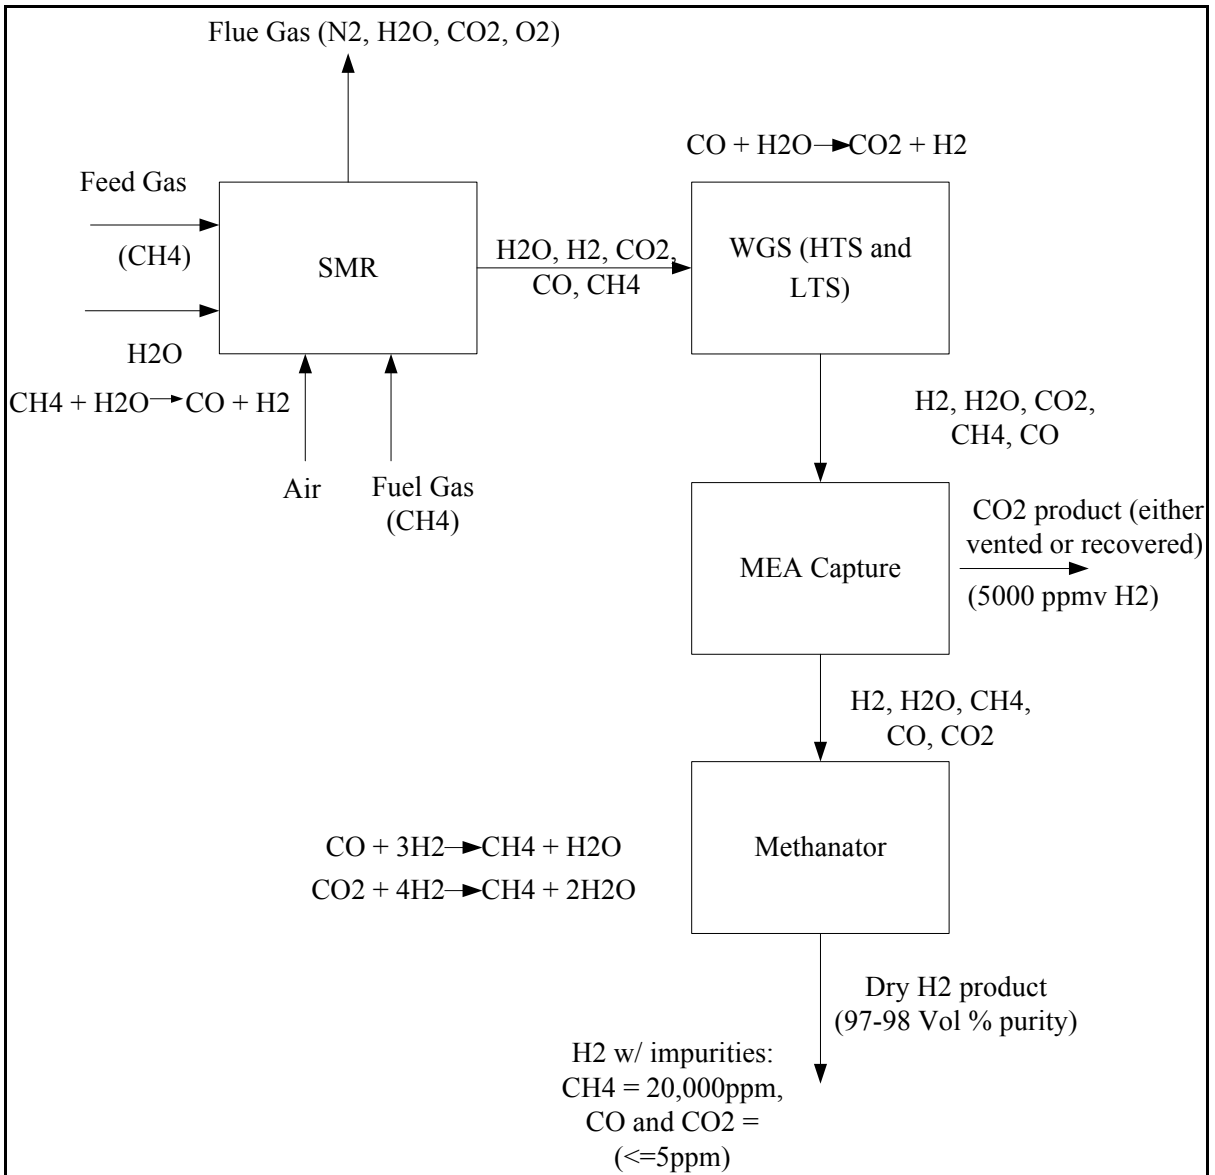 Flue Gas (N2, H2O, CO2, O2)
CO + H2O→CO2 + H2
Feed Gas
(CH4)
SMR
H2O, H2, CO2,
CO, CH4
WGS (HTS and
LTS)
H2O
CH4 + H2O→CO + H2
Air
Fuel Gas
(CH4)
H2, H2O, CO2,
CH4, CO
MEA Capture
CO2 product (either
vented or recovered)
(5000 ppmv H2)
H2, H2O, CH4,
CO, CO2
Methanator
CO + 3H2→CH4 + H2O
CO2 + 4H2→CH4 + 2H2O
Dry H2 product
(97-98 Vol % purity)
H2 w/ impurities:
CH4 = 20,000ppm,
CO and CO2 =
(<=5ppm)